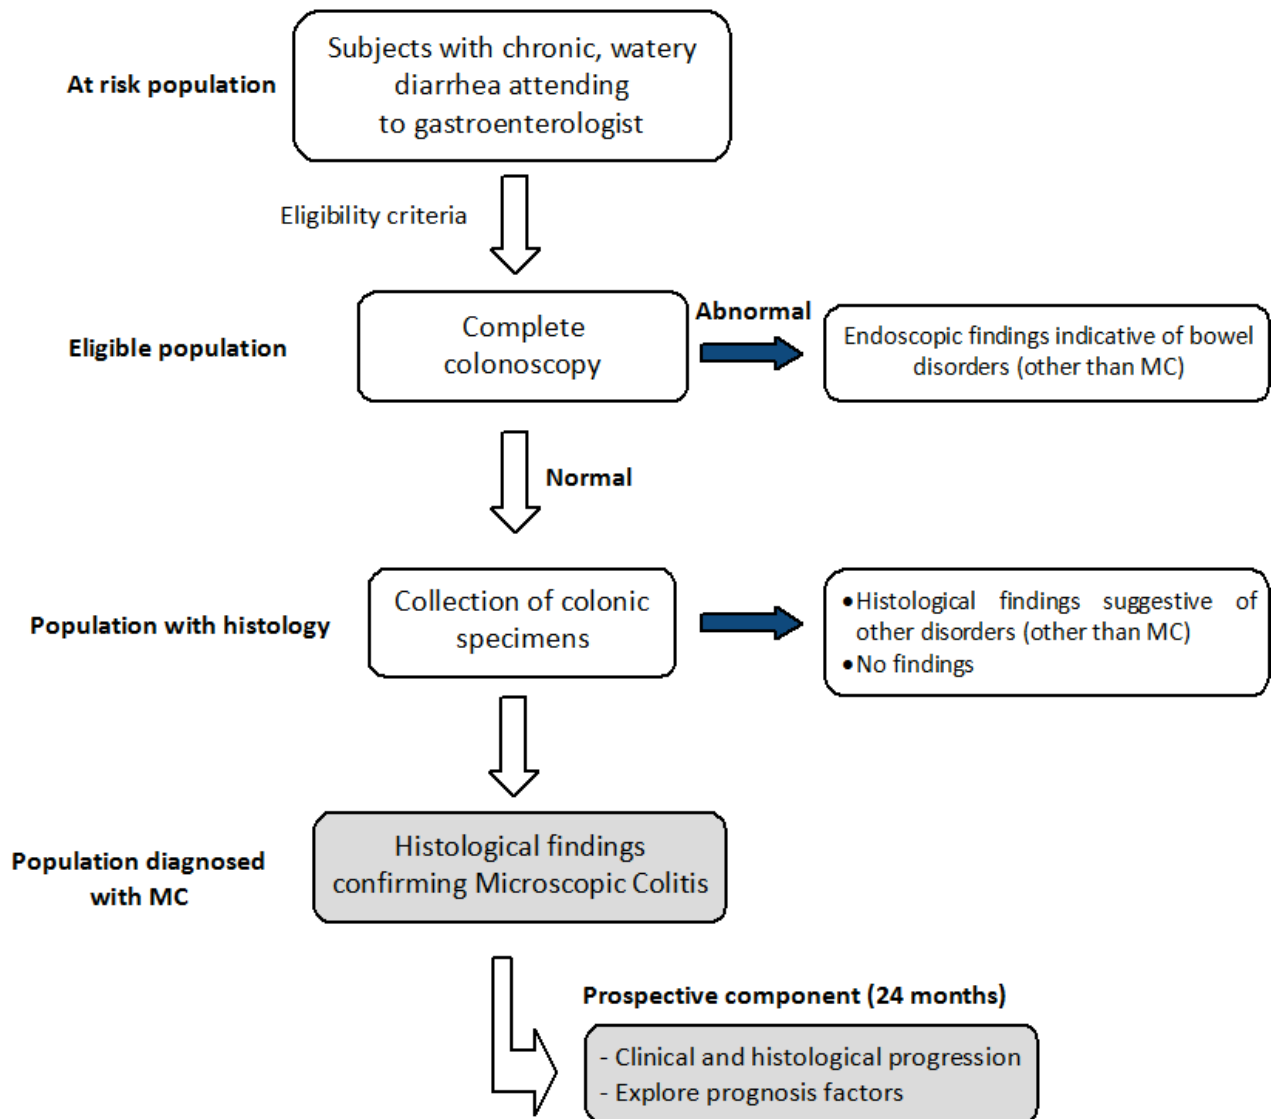 Subjects with chronic, watery
diarrhea attending
to gastroenterologist
At risk population
Eligibility criteria
Eligible population
Complete
colonoscopy
Abnormal
Endoscopic findings indicative of bowel
disorders (other than MC)
Normal
Population with histology
Collection of colonic
specimens
•Histological findings suggestive of
other disorders (other than MC)
•No findings
Population diagnosed
with MC
Histological findings
confirming Microscopic Colitis
Prospective component (24 months)
- Clinical and histological progression
- Explore prognosis factors